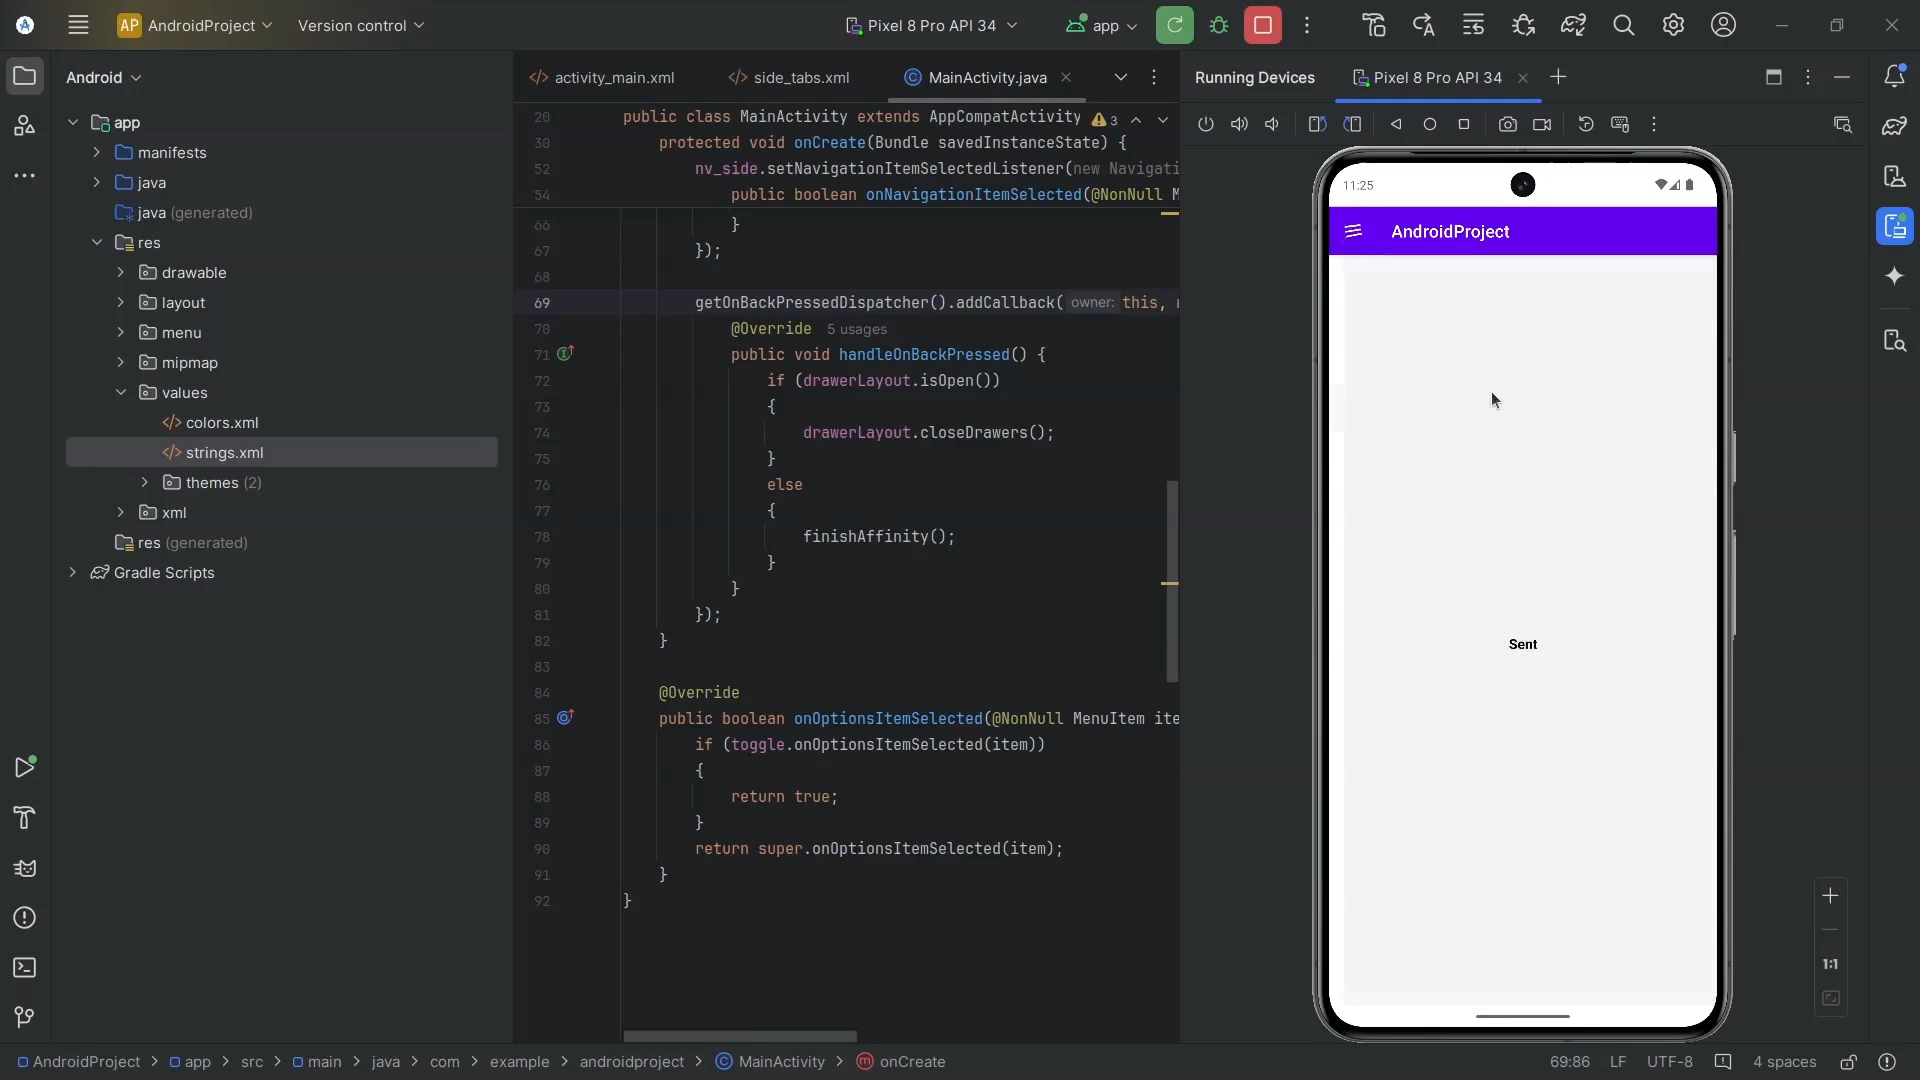 AP AndroidProject Version control Pixel 8 Pro API 34 app
Android
app
manifests
java
java (generated)
res
drawable
layout
menu
mipmap
values
colors.xml
strings.xml
themes (2)
xml
res (generated)
Gradle Scripts
activity_main.xml side_tabs.xml MainActivity.java
20 public class MainActivity extends AppCompatActivity 3
30 protected void onCreate(Bundle savedInstanceState) {
52 nv_side.setNavigationItemSelectedListener(new Navigati
54 public boolean onNavigationItemSelected(@NonNull M
66 }
67 });
68
69 getOnBackPressedDispatcher().addCallback( owner: this,
70 @Override 5 usages
71 public void handleOnBackPressed() {
72 if (drawerLayout.isOpen())
73 {
74 drawerLayout.closeDrawers();
75 }
76 else
77 {
78 finishAffinity();
79 }
80 }
81 });
82 }
83
84 @Override
85 public boolean onOptionsItemSelected(@NonNull MenuItem ite
86 if (toggle.onOptionsItemSelected(item))
87 {
88 return true;
89 }
90 return super.onOptionsItemSelected(item);
91 }
92 }
Running Devices Pixel 8 Pro API 34
11:25
AndroidProject
Sent
1:1
AndroidProject > app > src > main > java > com > example > androidproject > MainActivity > onCreate
69:86 LF UTF-8 4 spaces